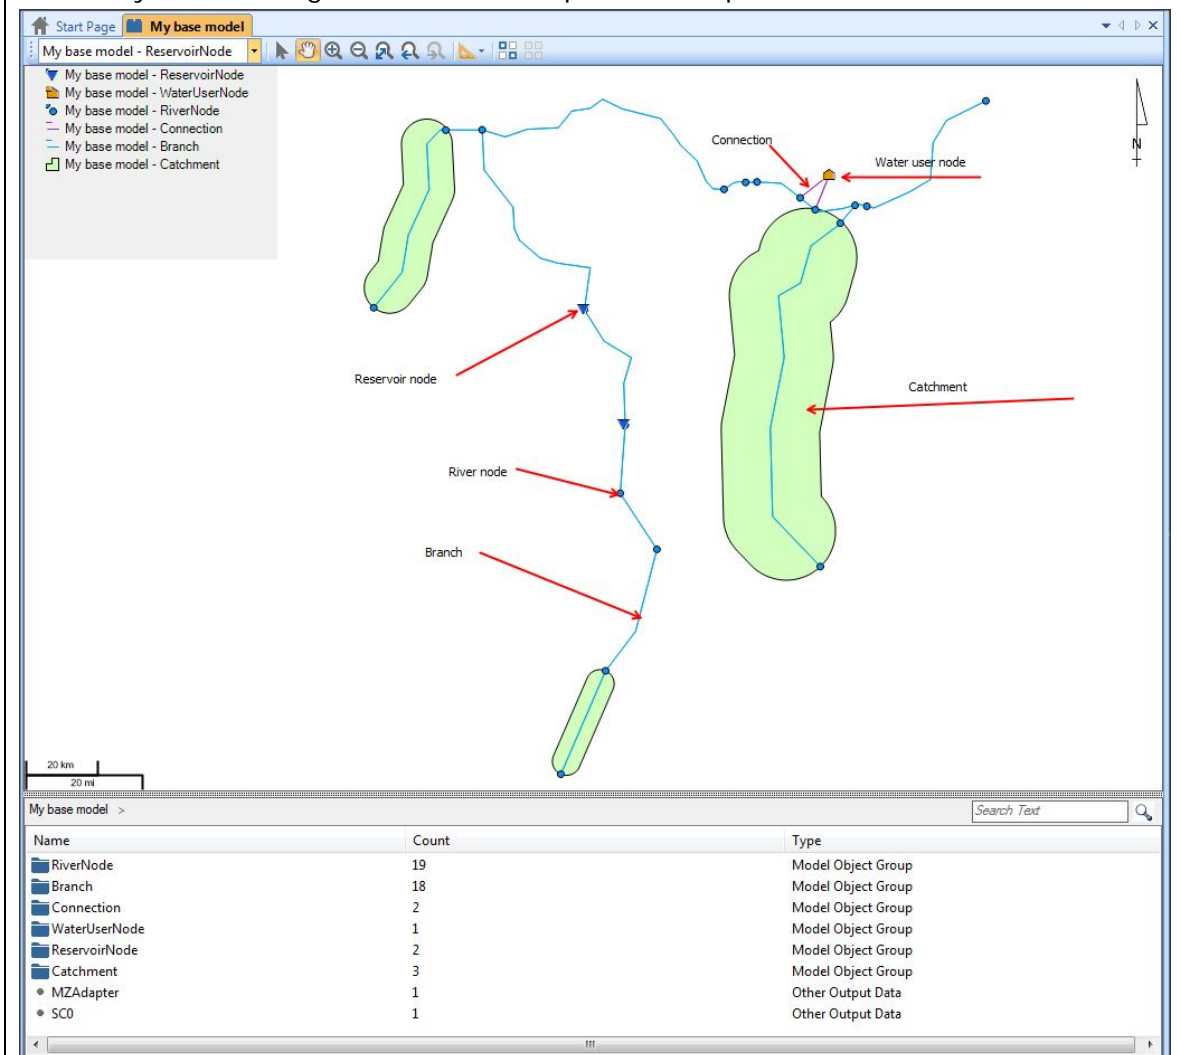 Start Page My base model
My base model - ReservoirNode
My base model - ReservoirNode
My base model - WaterUserNode
My base model - RiverNode
My base model - Connection
My base model - Branch
My base model - Catchment
N
Connection
Water user node
Reservoir node
Catchment
River node
Branch
20 km
20 mi
My base model > Search Text
Name Count Type
RiverNode 19 Model Object Group
Branch 18 Model Object Group
Connection 2 Model Object Group
WaterUserNode 1 Model Object Group
ReservoirNode 2 Model Object Group
Catchment 3 Model Object Group
MZAdapter 1 Other Output Data
SC0 1 Other Output Data